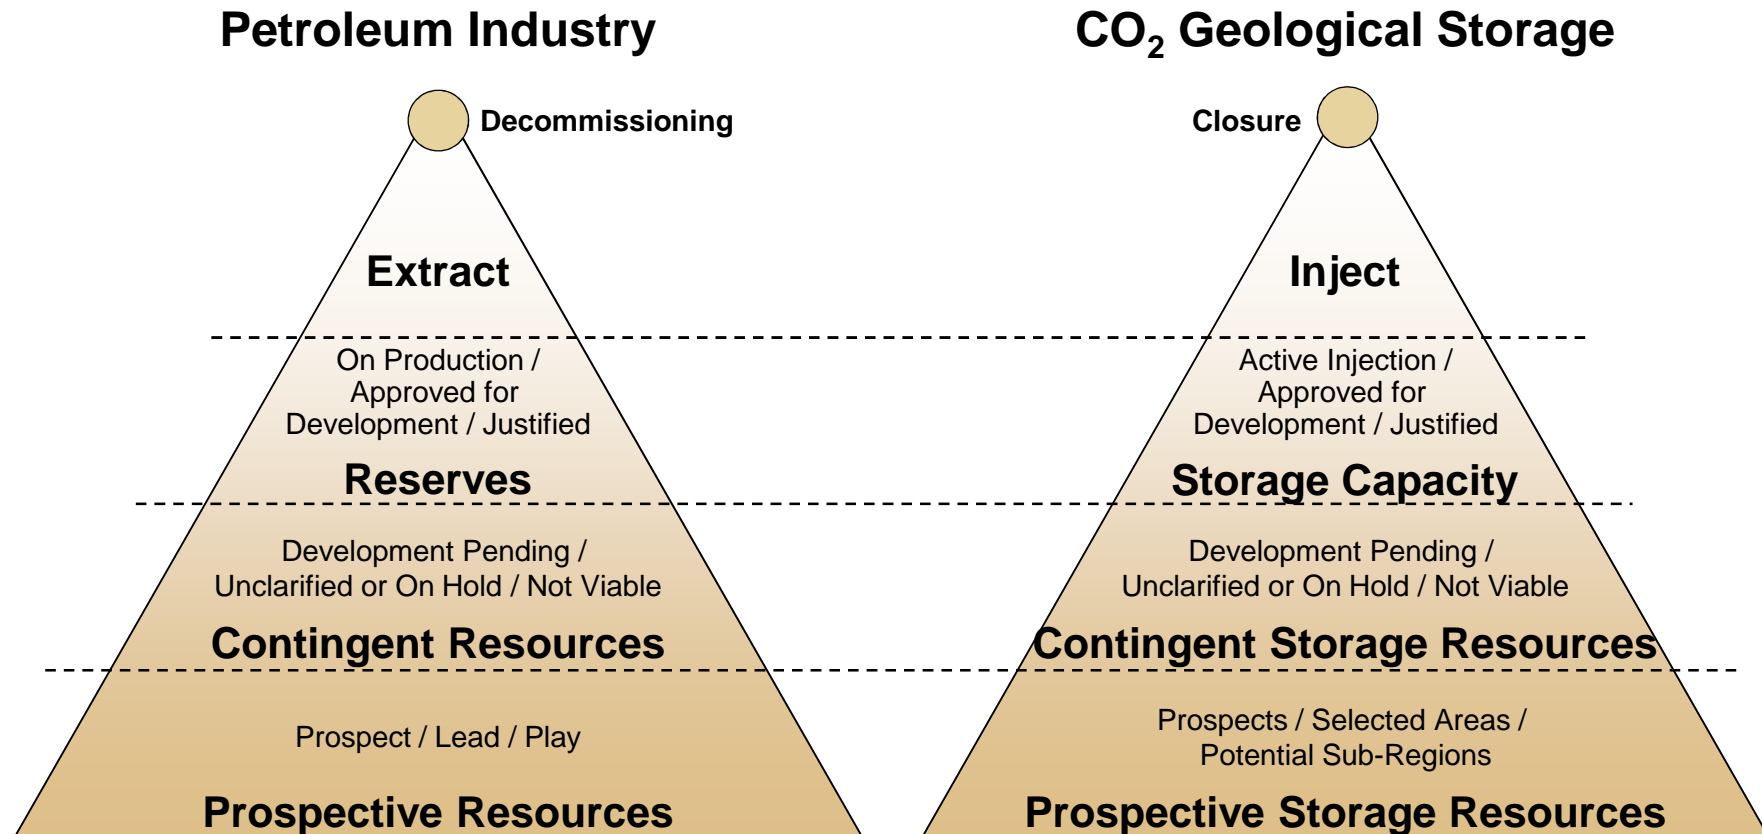 Petroleum Industry
Decommissioning
Extract
On Production /
Approved for
Development / Justified
Reserves
Development Pending /
Unclarified or On Hold / Not Viable
Contingent Resources
Prospect / Lead / Play
Prospective Resources
CO₂ Geological Storage
Closure
Inject
Active Injection /
Approved for
Development / Justified
Storage Capacity
Development Pending /
Unclarified or On Hold / Not Viable
Contingent Storage Resources
Prospects / Selected Areas /
Potential Sub-Regions
Prospective Storage Resources